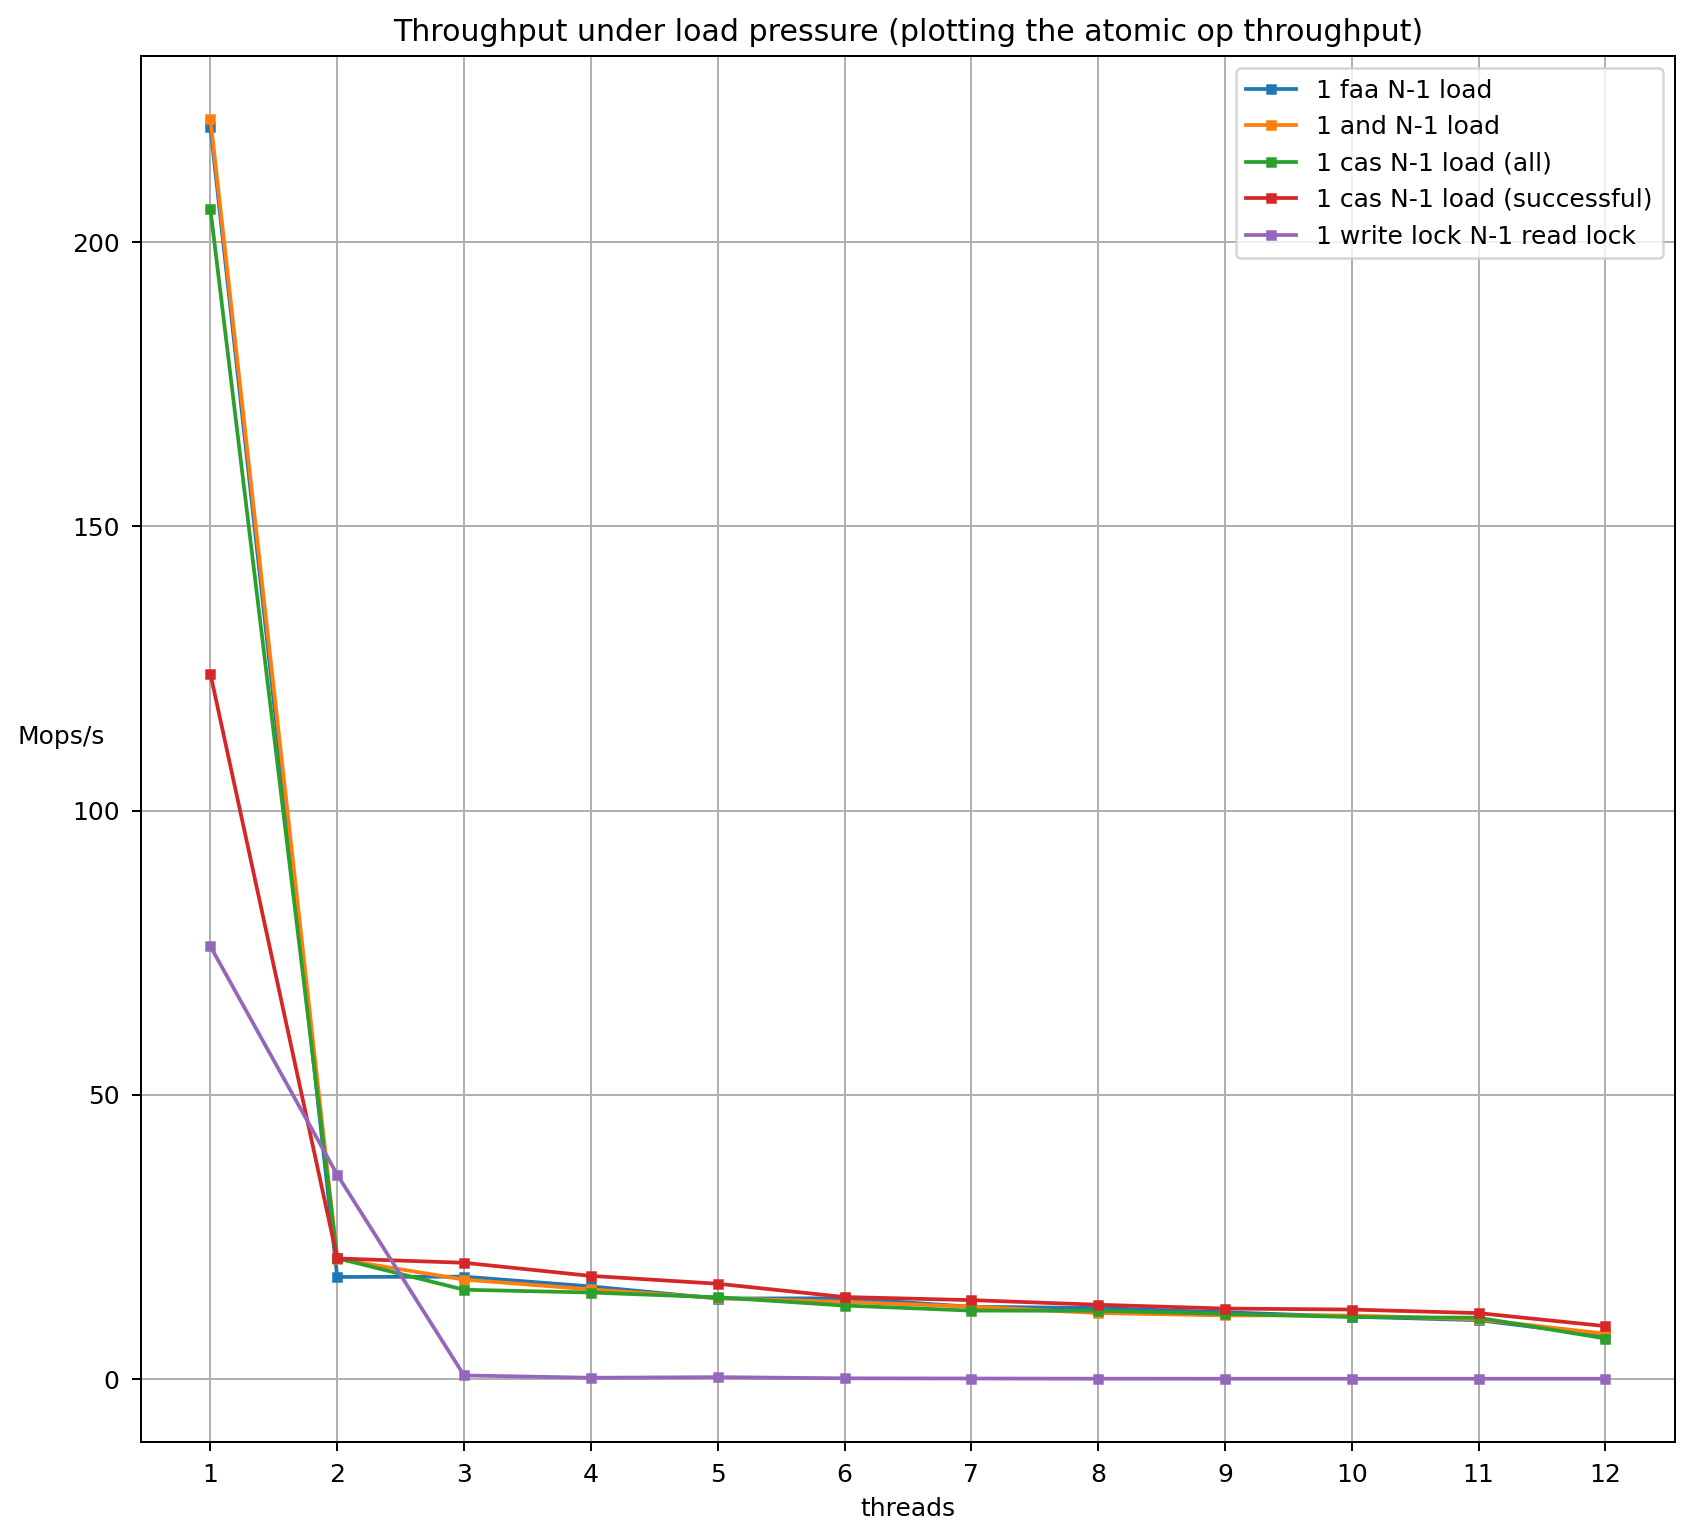 Throughput under load pressure (plotting the atomic op throughput)
1 faa N-1 load
1 and N-1 load
1 cas N-1 load (all)
1 cas N-1 load (successful)
1 write lock N-1 read lock
200
150
Mops/s
100
50
0
1 2 3 4 5 6 7 8 9 10 11 12
threads